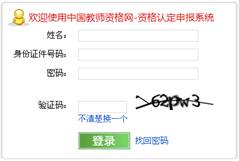 欢迎使用中国教师资格网-资格认定申报系统
姓名：
身份证件号码：
密码：
验证码：
不清楚换一个
登录 找回密码